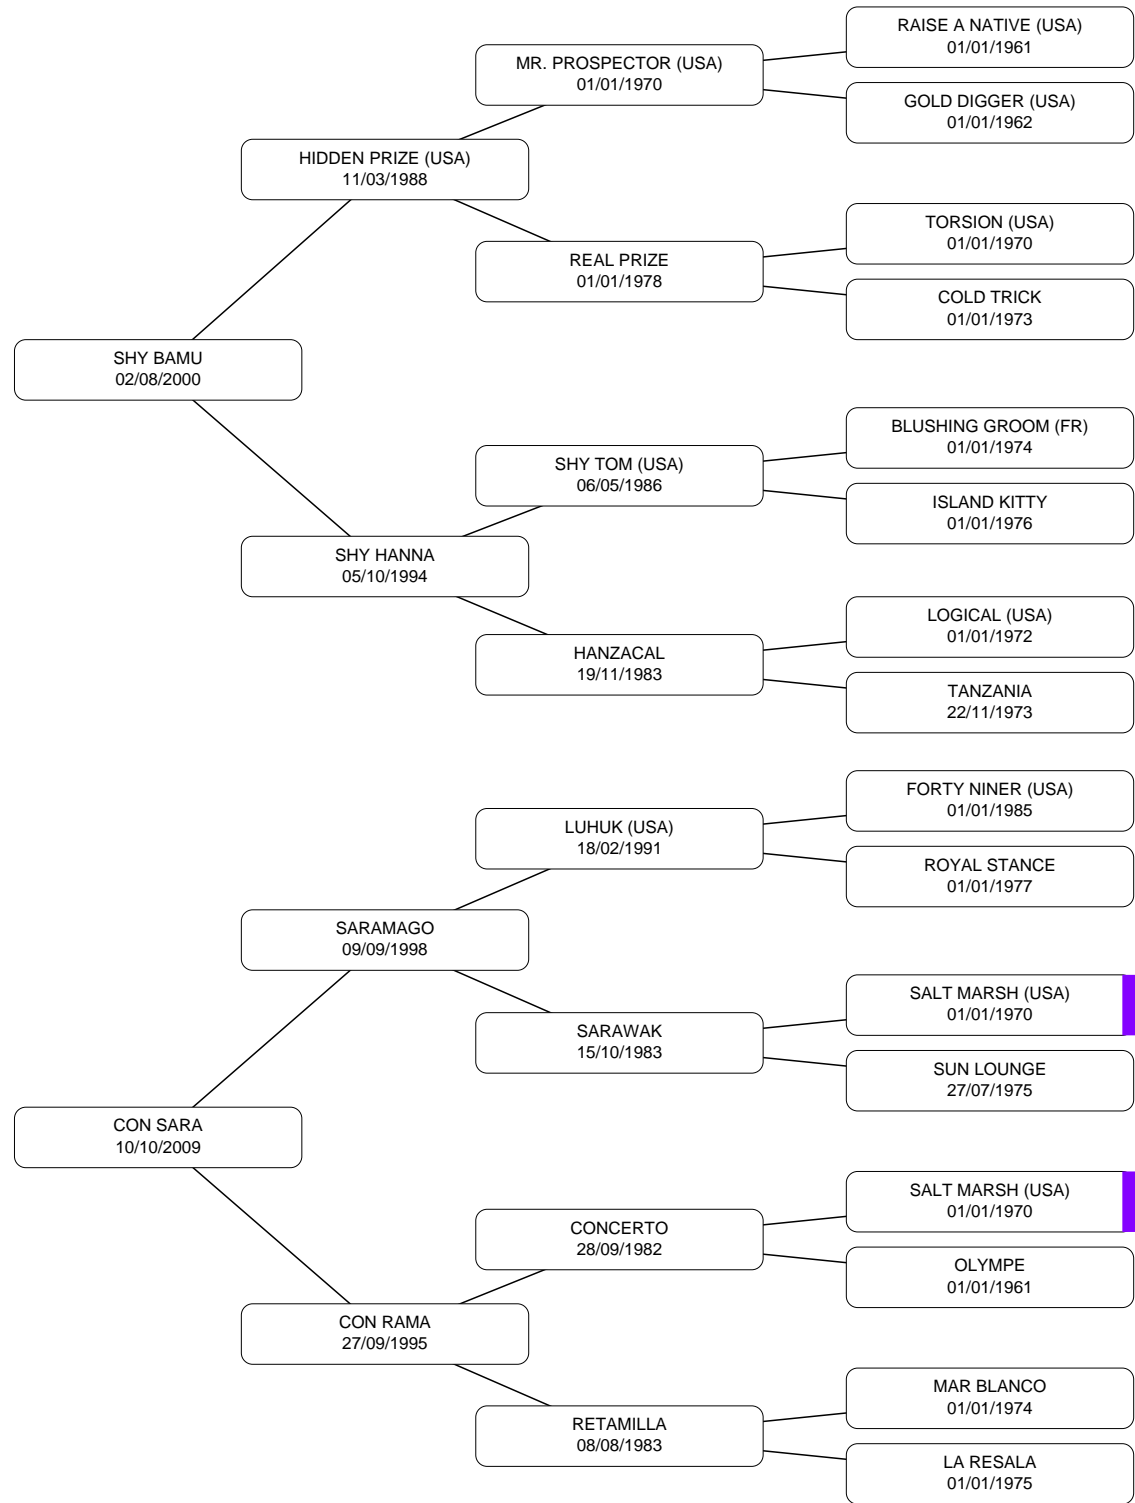 RAISE A NATIVE (USA)
01/01/1961
MR. PROSPECTOR (USA)
01/01/1970
GOLD DIGGER (USA)
01/01/1962
HIDDEN PRIZE (USA)
11/03/1988
TORSION (USA)
01/01/1970
REAL PRIZE
01/01/1978
COLD TRICK
01/01/1973
SHY BAMU
02/08/2000
BLUSHING GROOM (FR)
01/01/1974
SHY TOM (USA)
06/05/1986
ISLAND KITTY
01/01/1976
SHY HANNA
05/10/1994
LOGICAL (USA)
01/01/1972
HANZACAL
19/11/1983
TANZANIA
22/11/1973
FORTY NINER (USA)
01/01/1985
LUHUK (USA)
18/02/1991
ROYAL STANCE
01/01/1977
SARAMAGO
09/09/1998
SALT MARSH (USA)
01/01/1970
SARAWAK
15/10/1983
SUN LOUNGE
27/07/1975
CON SARA
10/10/2009
SALT MARSH (USA)
01/01/1970
CONCERTO
28/09/1982
OLYMPE
01/01/1961
CON RAMA
27/09/1995
MAR BLANCO
01/01/1974
RETAMILLA
08/08/1983
LA RESALA
01/01/1975